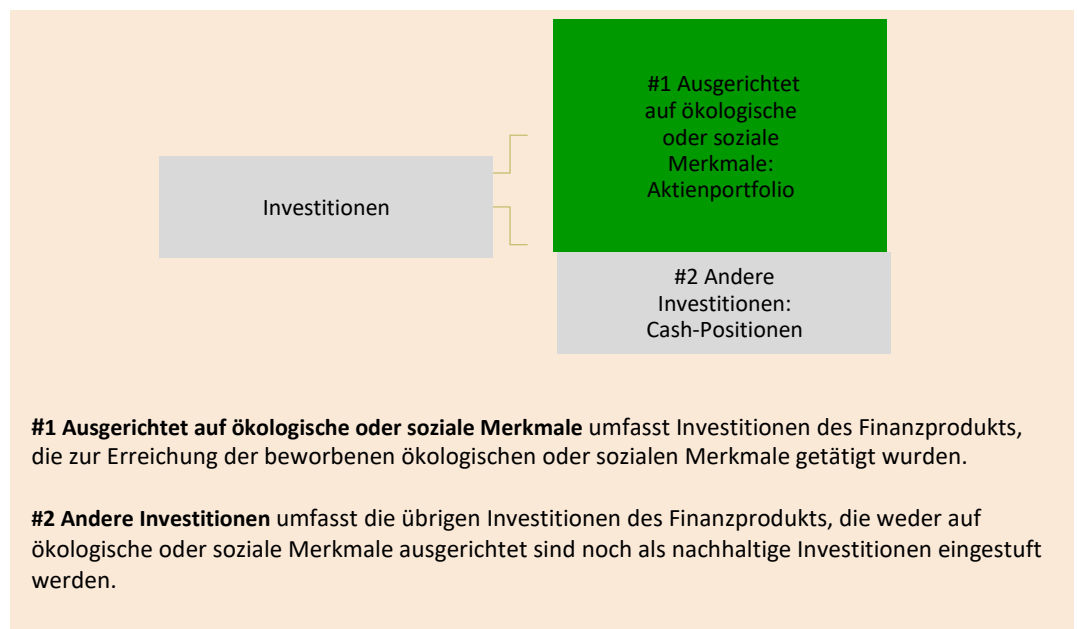 #1 Ausgerichtet
auf ökologische
oder soziale
Merkmale:
Aktienportfolio
Investitionen
#2 Andere
Investitionen:
Cash-Positionen
#1 Ausgerichtet auf ökologische oder soziale Merkmale umfasst Investitionen des Finanzprodukts,
die zur Erreichung der beworbenen ökologischen oder sozialen Merkmale getätigt wurden.
#2 Andere Investitionen umfasst die übrigen Investitionen des Finanzprodukts, die weder auf
ökologische oder soziale Merkmale ausgerichtet sind noch als nachhaltige Investitionen eingestuft
werden.